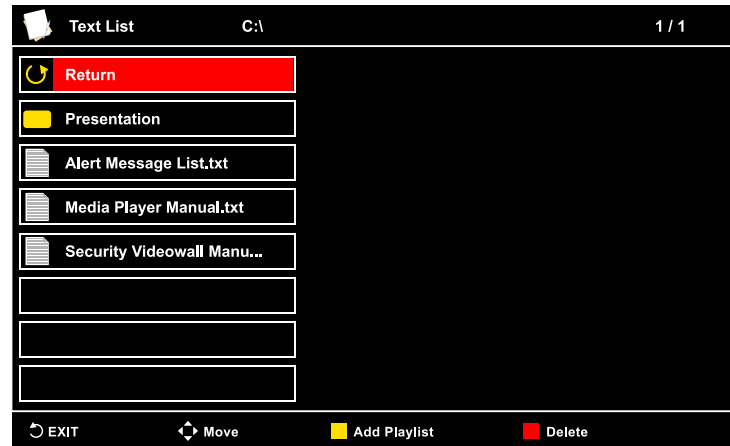 Text List C:\ 1 / 1
Return
Presentation
Alert Message List.txt
Media Player Manual.txt
Security Videowall Manu...
EXIT Move Add Playlist Delete